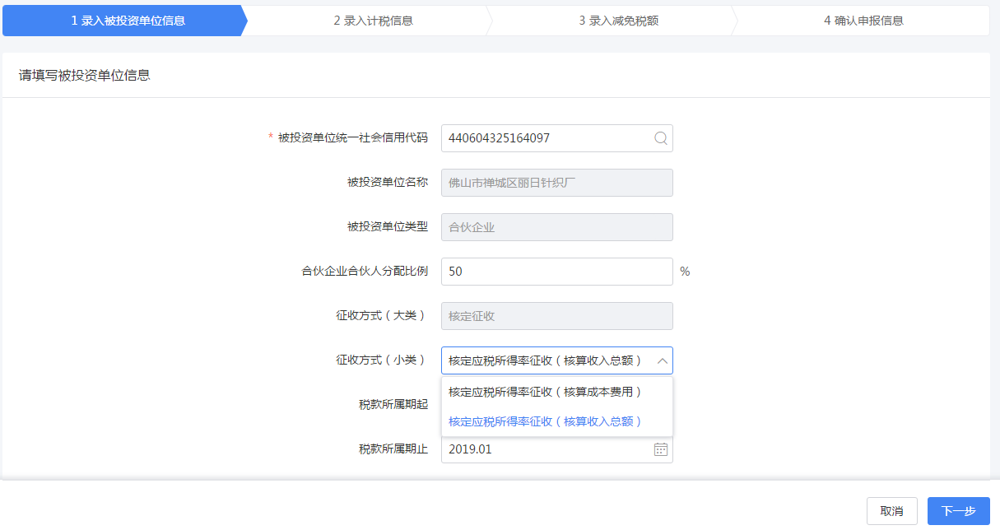 1 录入被投资单位信息
2 录入计税信息
3 录入减免税额
4 确认申报信息
请填写被投资单位信息
* 被投资单位统一社会信用代码 440604325164097
被投资单位名称 佛山市禅城区丽日针织厂
被投资单位类型 合伙企业
合伙企业合伙人分配比例 50 %
征收方式（大类） 核定征收
征收方式（小类） 核定应税所得率征收（核算收入总额）
核定应税所得率征收（核算成本费用）
税款所属期起
核定应税所得率征收（核算收入总额）
税款所属期止 2019.01
取消 下一步